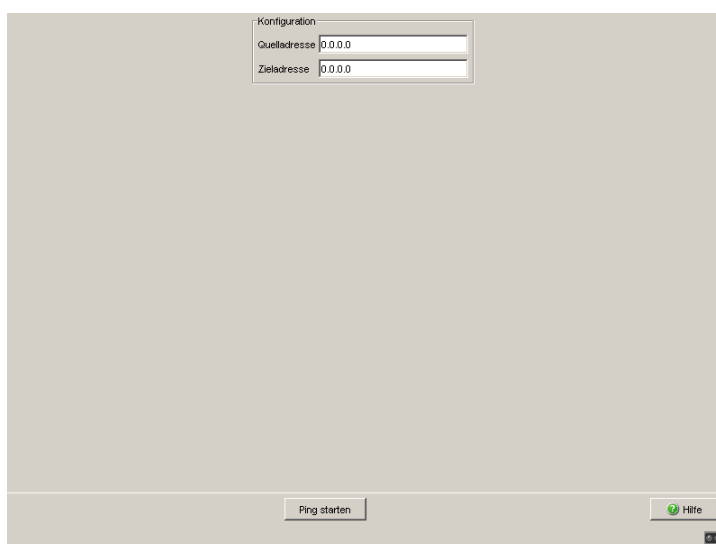 Konfiguration
Quelladresse 0.0.0.0
Zieladresse 0.0.0.0
Ping starten
Hilfe